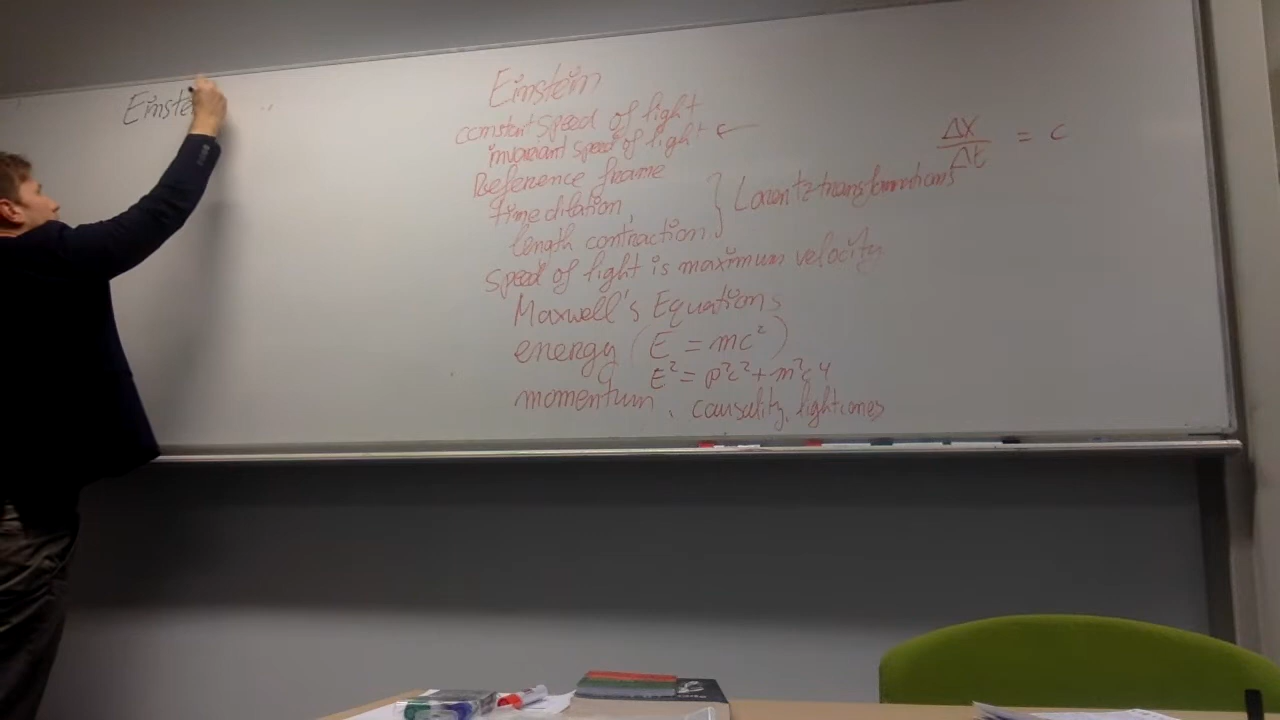 Einste
Einstein
constant speed of light
invariant speed of light c
Reference frame
time dilation,
length contraction
} Lorentz transformations
ΔX/Δt = c
speed of light is maximum velocity
Maxwell's Equations
energy (E = mc²)
E² = p²c² + m²c⁴
momentum, causality, lightcones